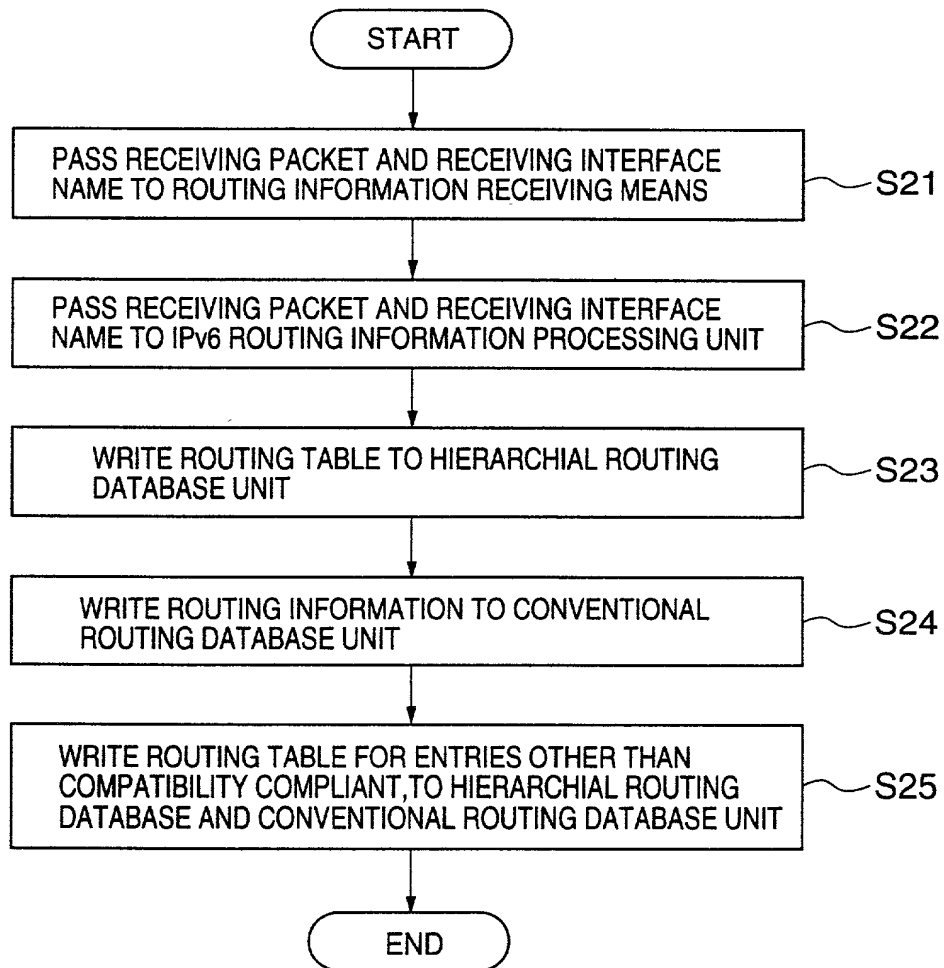 START
PASS RECEIVING PACKET AND RECEIVING INTERFACE
NAME TO ROUTING INFORMATION RECEIVING MEANS
S21
PASS RECEIVING PACKET AND RECEIVING INTERFACE
NAME TO IPv6 ROUTING INFORMATION PROCESSING UNIT
S22
WRITE ROUTING TABLE TO HIERARCHIAL ROUTING
DATABASE UNIT
S23
WRITE ROUTING INFORMATION TO CONVENTIONAL
ROUTING DATABASE UNIT
S24
WRITE ROUTING TABLE FOR ENTRIES OTHER THAN
COMPATIBILITY COMPLIANT,TO HIERARCHIAL ROUTING
DATABASE AND CONVENTIONAL ROUTING DATABASE UNIT
S25
END